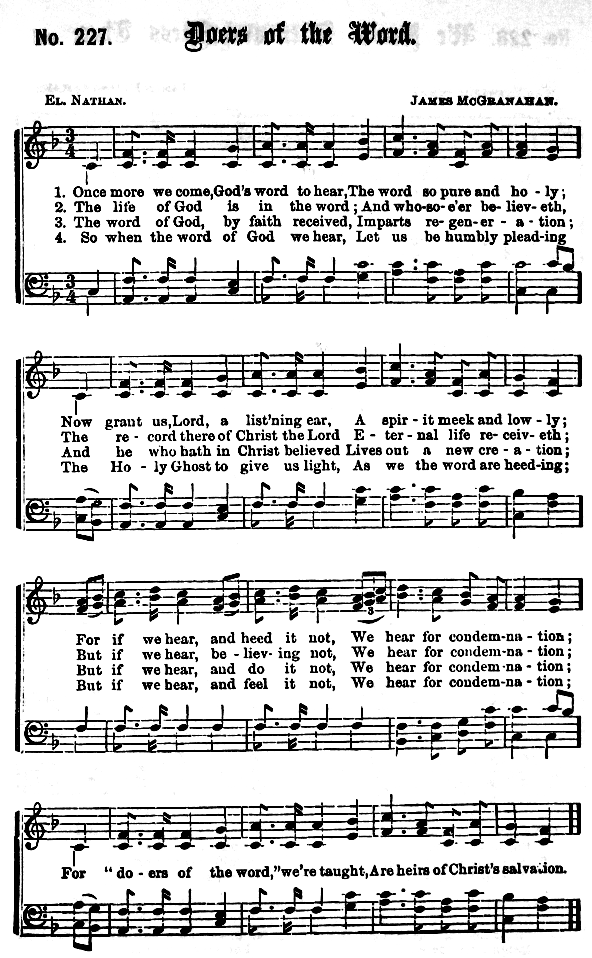 No. 227. Doers of the Word.
EL. NATHAN. JAMES MCGRANAHAN.
1. Once more we come, God's word to hear, The word so pure and ho - ly;
2. The life of God is in the word; And who-so-e'er be - liev - eth,
3. The word of God, by faith received, Imparts re - gen - er - a - tion;
4. So when the word of God we hear, Let us be humbly pleading
Now grant us, Lord, a list'ning ear, A spir - it meek and low - ly;
The re - cord there of Christ the Lord E - ter - nal life re - ceiv - eth;
And he who hath in Christ believed Lives out a new cre - a - tion;
The Ho - ly Ghost to give us light, As we the word are heeding;
For if we hear, and heed it not, We hear for condem - na - tion;
But if we hear, be - liev - ing not, We hear for condem - na - tion;
But if we hear, and do it not, We hear for condem - na - tion;
But if we hear, and feel it not, We hear for condem - na - tion;
3
For "do - ers of the word," we're taught, Are heirs of Christ's salvation.